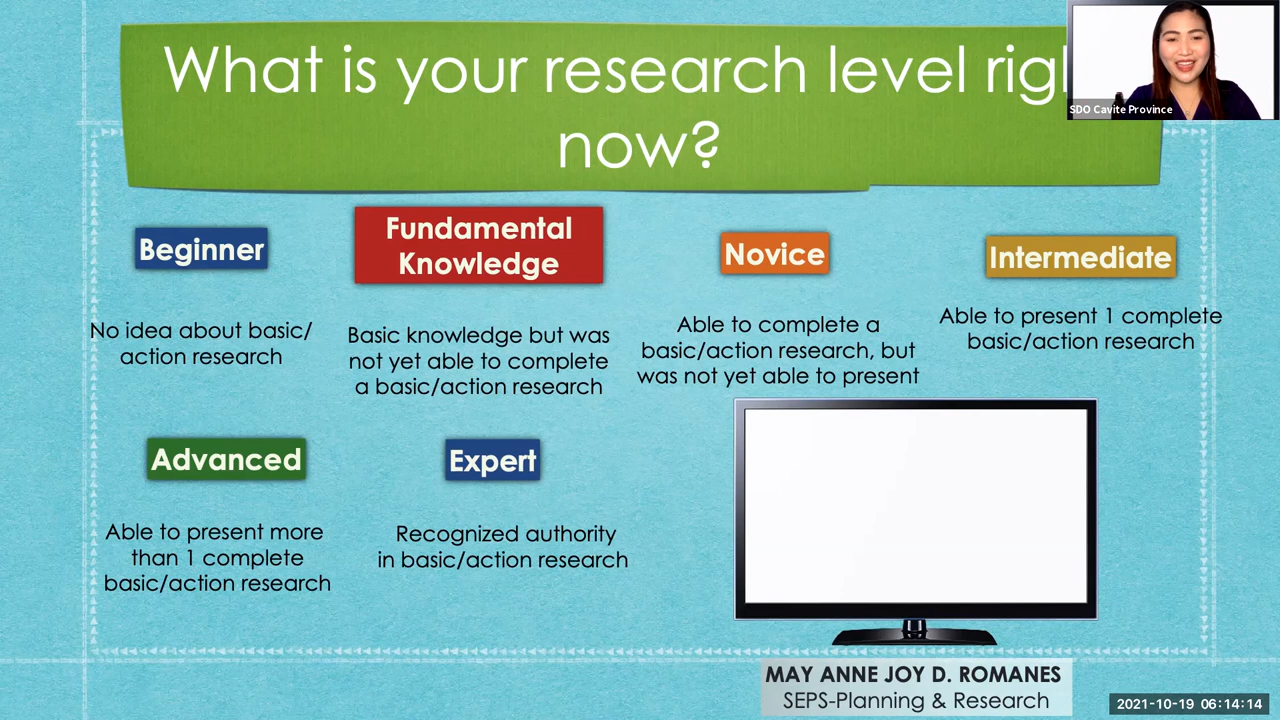 What is your research level
now?
SDO Cavite Province
Beginner
Fundamental
Knowledge
Novice
Intermediate
No idea about basic/
action research
Basic knowledge but was
not yet able to complete
a basic/action research
Able to complete a
basic/action research, but
was not yet able to present
Able to present 1 complete
basic/action research
Advanced
Expert
Able to present more
than 1 complete
basic/action research
Recognized authority
in basic/action research
MAY ANNE JOY D. ROMANES
SEPS-Planning & Research
2021-10-19 06:14:14